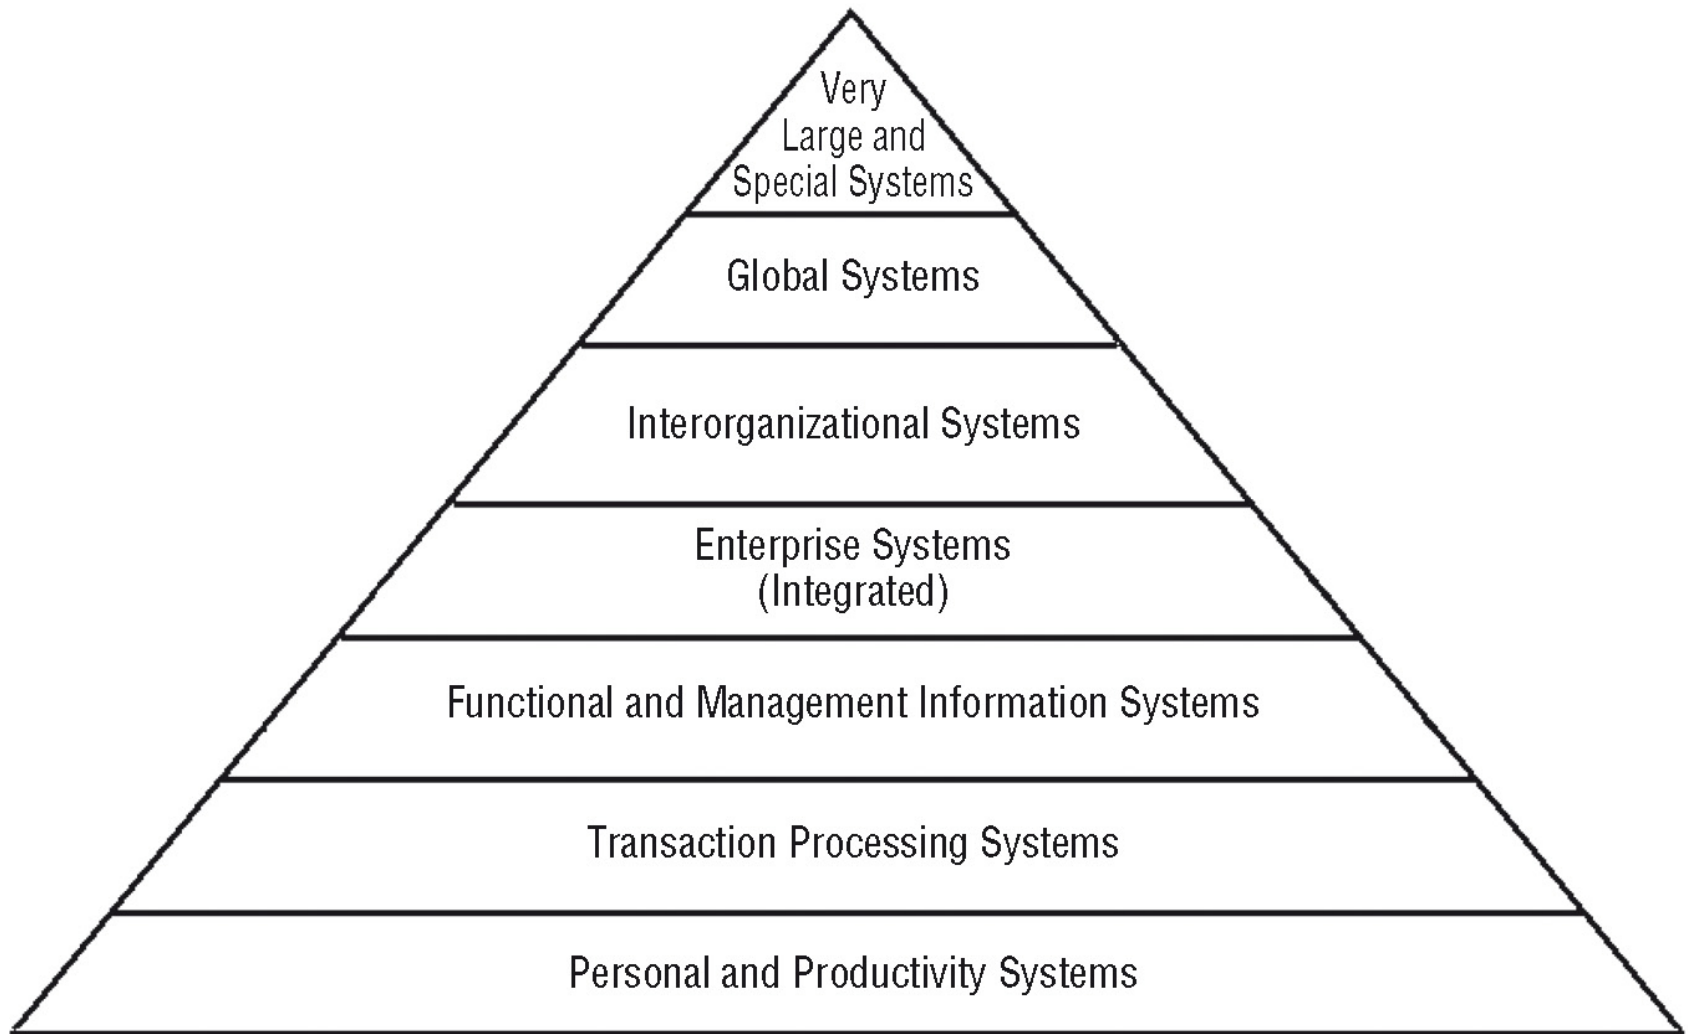 Very
Large and
Special Systems
Global Systems
Interorganizational Systems
Enterprise Systems
(Integrated)
Functional and Management Information Systems
Transaction Processing Systems
Personal and Productivity Systems